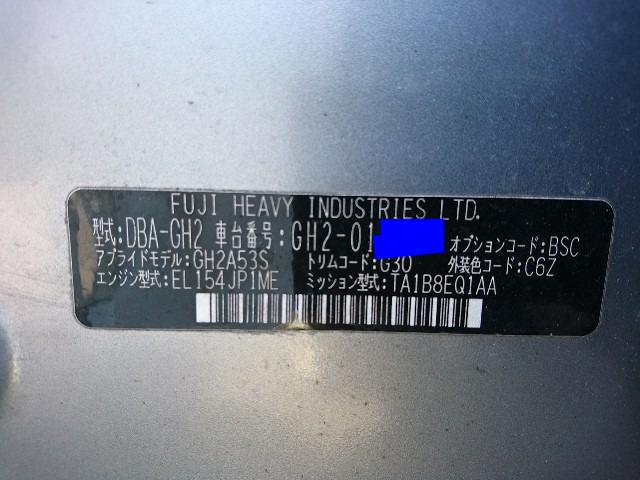 FUJI HEAVY INDUSTRIES LTD.
型式:DBA-GH2 車台番号:GH2-01 オプションコード:BSC
アプライドモデル:GH2A53S トリムコード:G30 外装色コード:C6Z
エンジン型式:EL154JP1ME ミッション型式:TA1B8EQ1AA